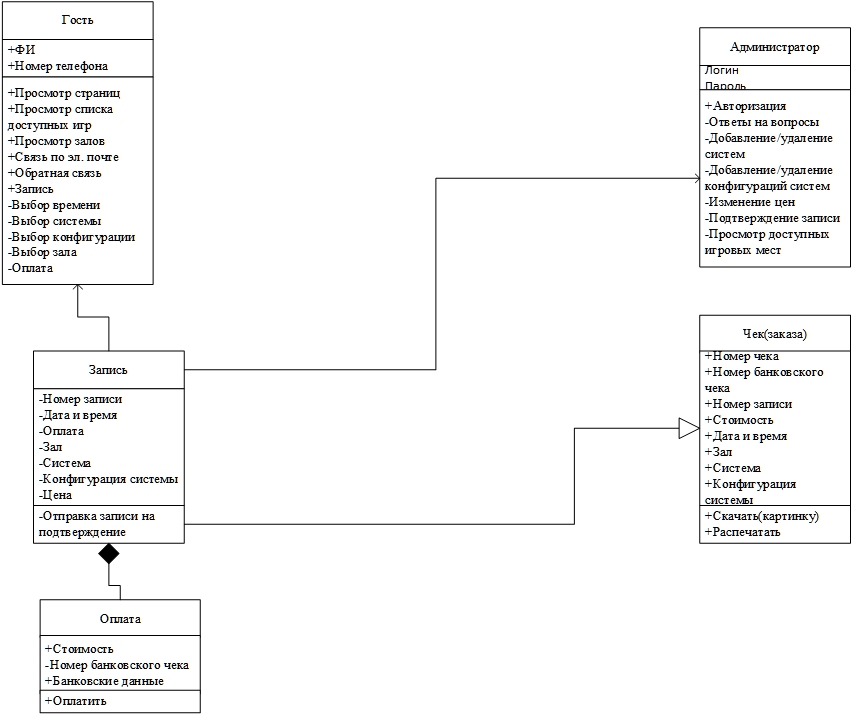 Гость
+ФИ
+Номер телефона
+Просмотр страниц
+Просмотр списка
доступных игр
+Просмотр залов
+Связь по эл. почте
+Обратная связь
+Запись
-Выбор времени
-Выбор системы
-Выбор конфигурации
-Выбор зала
-Оплата
Администратор
Логин
Пароль
+Авторизация
-Ответы на вопросы
-Добавление/удаление
систем
-Добавление/удаление
конфигураций систем
-Изменение цен
-Подтверждение записи
-Просмотр доступных
игровых мест
Запись
-Номер записи
-Дата и время
-Оплата
-Зал
-Система
-Конфигурация системы
-Цена
-Отправка записи на
подтверждение
Чек(заказа)
+Номер чека
+Номер банковского
чека
+Номер записи
+Стоимость
+Дата и время
+Зал
+Система
+Конфигурация
системы
+Скачать(картинку)
+Распечатать
Оплата
+Стоимость
-Номер банковского чека
+Банковские данные
+Оплатить